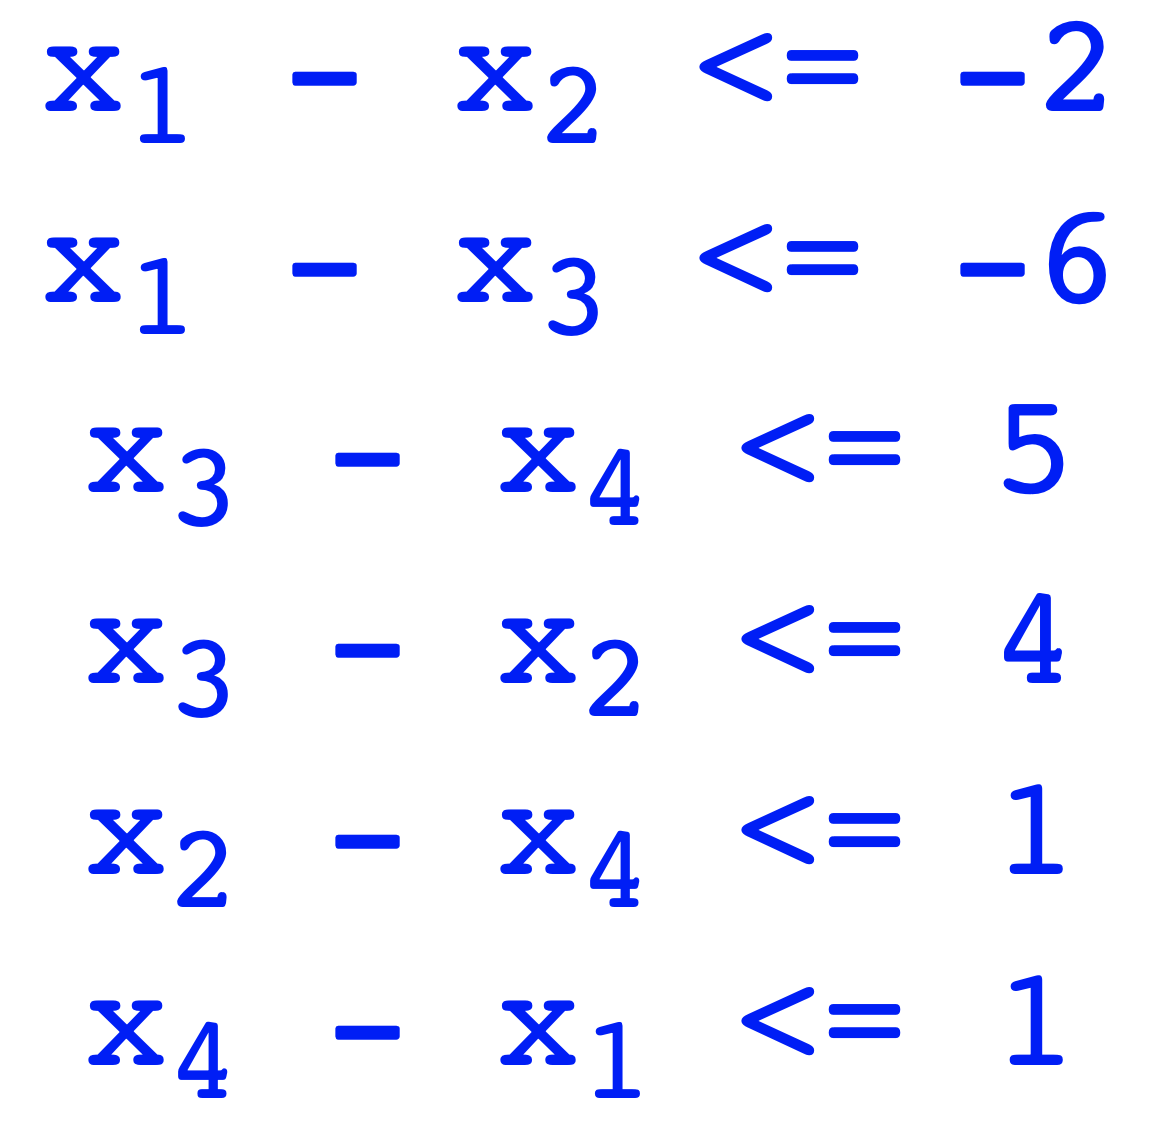 x₁ - x₂ <= -2
x₁ - x₃ <= -6
x₃ - x₄ <= 5
x₃ - x₂ <= 4
x₂ - x₄ <= 1
x₄ - x₁ <= 1